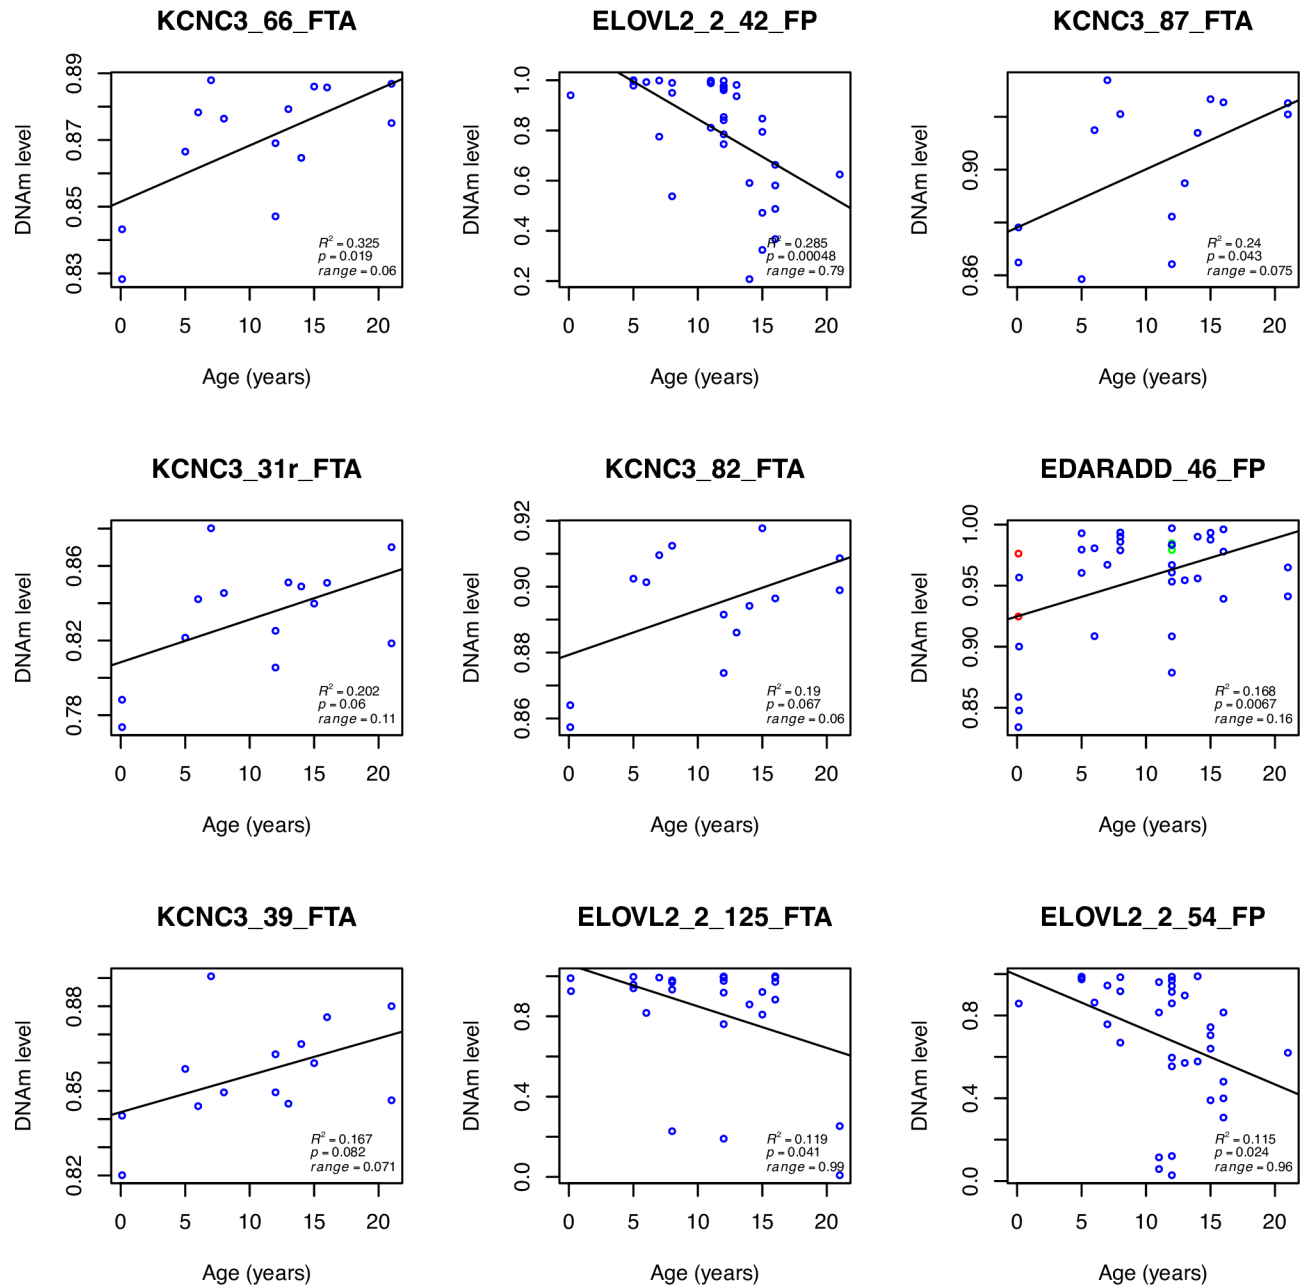 KCNC3_66_FTA
DNAm level
0.83 0.85 0.87 0.89
R² = 0.325
p = 0.019
range = 0.06
0 5 10 15 20
Age (years)
ELOVL2_2_42_FP
DNAm level
0.2 0.4 0.6 0.8 1.0
R² = 0.285
p = 0.00048
range = 0.79
0 5 10 15 20
Age (years)
KCNC3_87_FTA
DNAm level
0.86 0.90
R² = 0.24
p = 0.043
range = 0.075
0 5 10 15 20
Age (years)
KCNC3_31r_FTA
DNAm level
0.78 0.82 0.86
R² = 0.202
p = 0.06
range = 0.11
0 5 10 15 20
Age (years)
KCNC3_82_FTA
DNAm level
0.86 0.88 0.90 0.92
R² = 0.19
p = 0.067
range = 0.06
0 5 10 15 20
Age (years)
EDARADD_46_FP
DNAm level
0.85 0.90 0.95 1.00
R² = 0.168
p = 0.0067
range = 0.16
0 5 10 15 20
Age (years)
KCNC3_39_FTA
DNAm level
0.82 0.85 0.88
R² = 0.167
p = 0.082
range = 0.071
0 5 10 15 20
Age (years)
ELOVL2_2_125_FTA
DNAm level
0.0 0.4 0.8
R² = 0.119
p = 0.041
range = 0.99
0 5 10 15 20
Age (years)
ELOVL2_2_54_FP
DNAm level
0.0 0.4 0.8
R² = 0.115
p = 0.024
range = 0.96
0 5 10 15 20
Age (years)